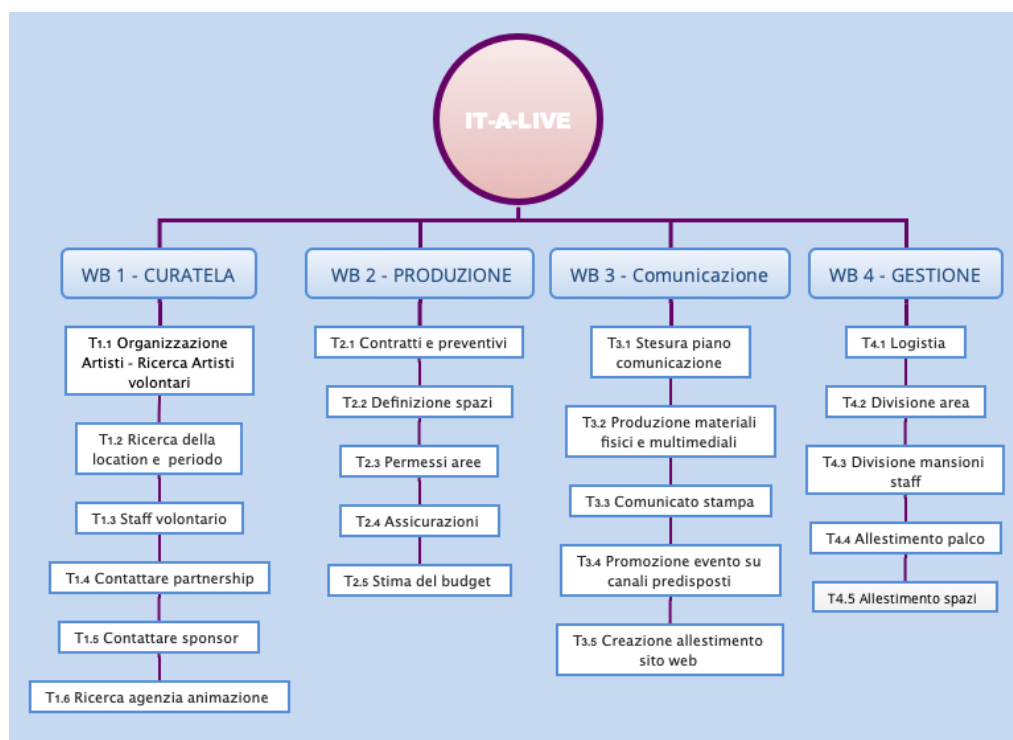 IT-A-LIVE
WB 1 - CURATELA
T1.1 Organizzazione
Artisti - Ricerca Artisti
volontari
T1.2 Ricerca della
location e periodo
T1.3 Staff volontario
T1.4 Contattare partnership
T1.5 Contattare sponsor
T1.6 Ricerca agenzia animazione
WB 2 - PRODUZIONE
T2.1 Contratti e preventivi
T2.2 Definizione spazi
T2.3 Permessi aree
T2.4 Assicurazioni
T2.5 Stima del budget
WB 3 - Comunicazione
T3.1 Stesura piano
comunicazione
T3.2 Produzione materiali
fisici e multimediali
T3.3 Comunicato stampa
T3.4 Promozione evento su
canali predisposti
T3.5 Creazione allestimento
sito web
WB 4 - GESTIONE
T4.1 Logistia
T4.2 Divisione area
T4.3 Divisione mansioni
staff
T4.4 Allestimento palco
T4.5 Allestimento spazi